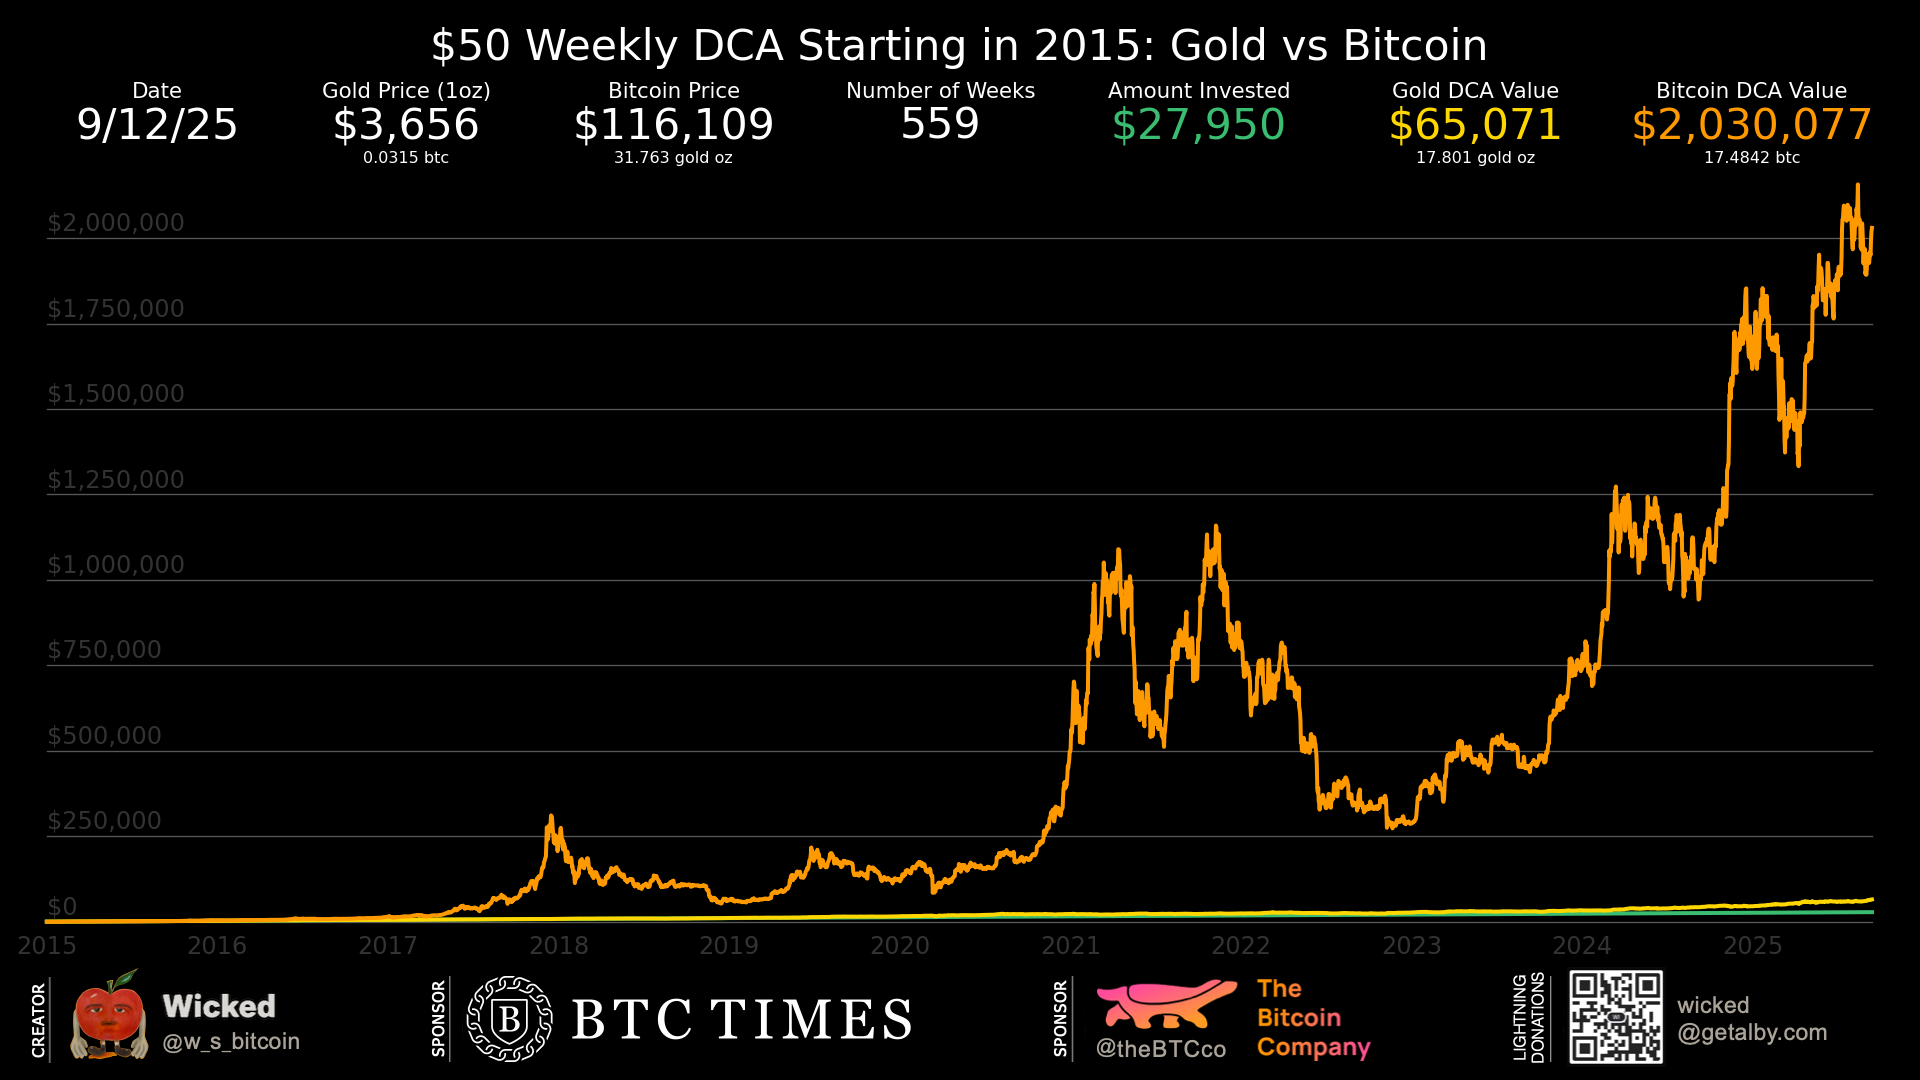 $50 Weekly DCA Starting in 2015: Gold vs Bitcoin
Date
9/12/25
Gold Price (1oz)
$3,656
0.0315 btc
Bitcoin Price
$116,109
31.763 gold oz
Number of Weeks
559
Amount Invested
$27,950
Gold DCA Value
$65,071
17.801 gold oz
Bitcoin DCA Value
$2,030,077
17.4842 btc
$2,000,000
$1,750,000
$1,500,000
$1,250,000
$1,000,000
$750,000
$500,000
$250,000
$0
2015 2016 2017 2018 2019 2020 2021 2022 2023 2024 2025
CREATOR
Wicked
@w_s_bitcoin
SPONSOR
B
BTC TIMES
SPONSOR
@theBTCco
The
Bitcoin
Company
LIGHTNING
DONATIONS
wicked
@getalby.com